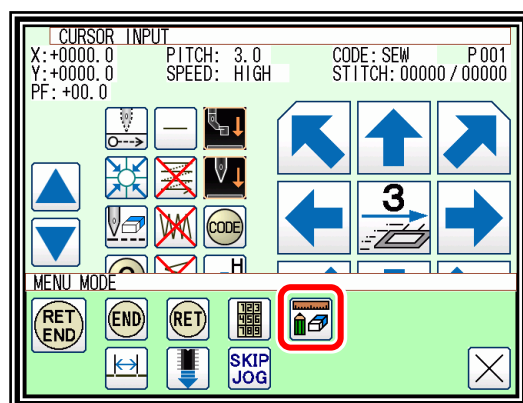 CURSOR INPUT
X:+0000.0 PITCH: 3.0 CODE:SEW P001
Y:+0000.0 SPEED: HIGH STITCH:00000/00000
PF:+00.0
3
CODE
H
MENU MODE
RET END
END
RET
123
456
789
SKIP
JOG